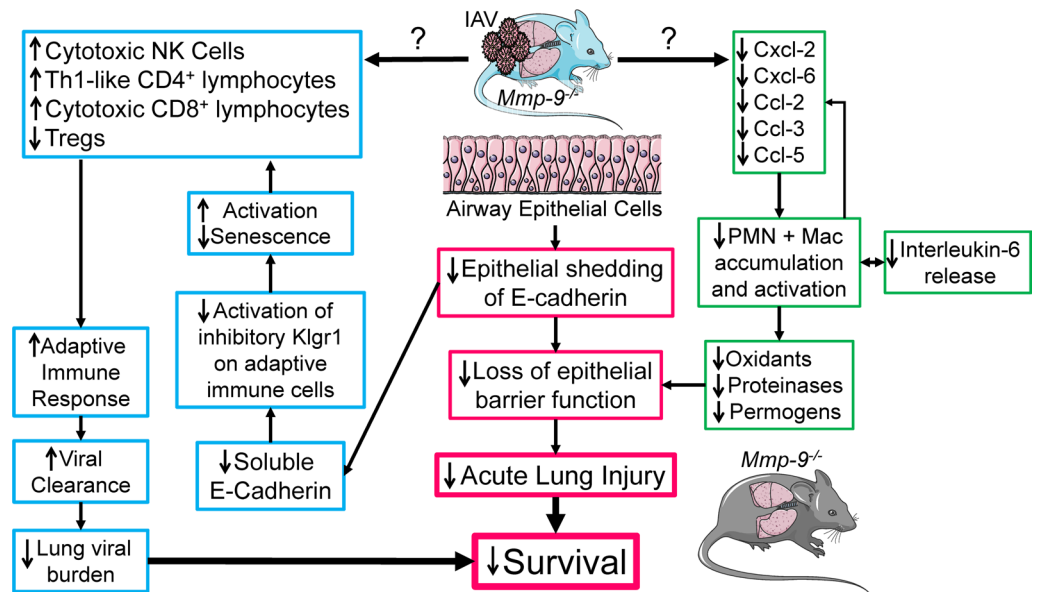 IAV
?
?
Mmp-9-/-
↑Cytotoxic NK Cells
↑Th1-like CD4+ lymphocytes
↑Cytotoxic CD8+ lymphocytes
↓Tregs
↓Cxcl-2
↓Cxcl-6
↓Ccl-2
↓Ccl-3
↓Ccl-5
Airway Epithelial Cells
↑Activation
↓Senescence
↓PMN + Mac
accumulation
and activation
↓Interleukin-6
release
↓Epithelial shedding
of E-cadherin
↓Activation of
inhibitory Klgr1
on adaptive
immune cells
↑Adaptive
Immune
Response
↓Loss of epithelial
barrier function
↓Oxidants
↓Proteinases
↓Permogens
↑Viral
Clearance
↓Soluble
E-Cadherin
↓Acute Lung Injury
Mmp-9-/-
↓Lung viral
burden
↓Survival